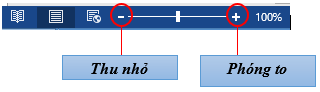 100%
Thu nhỏ
Phóng to